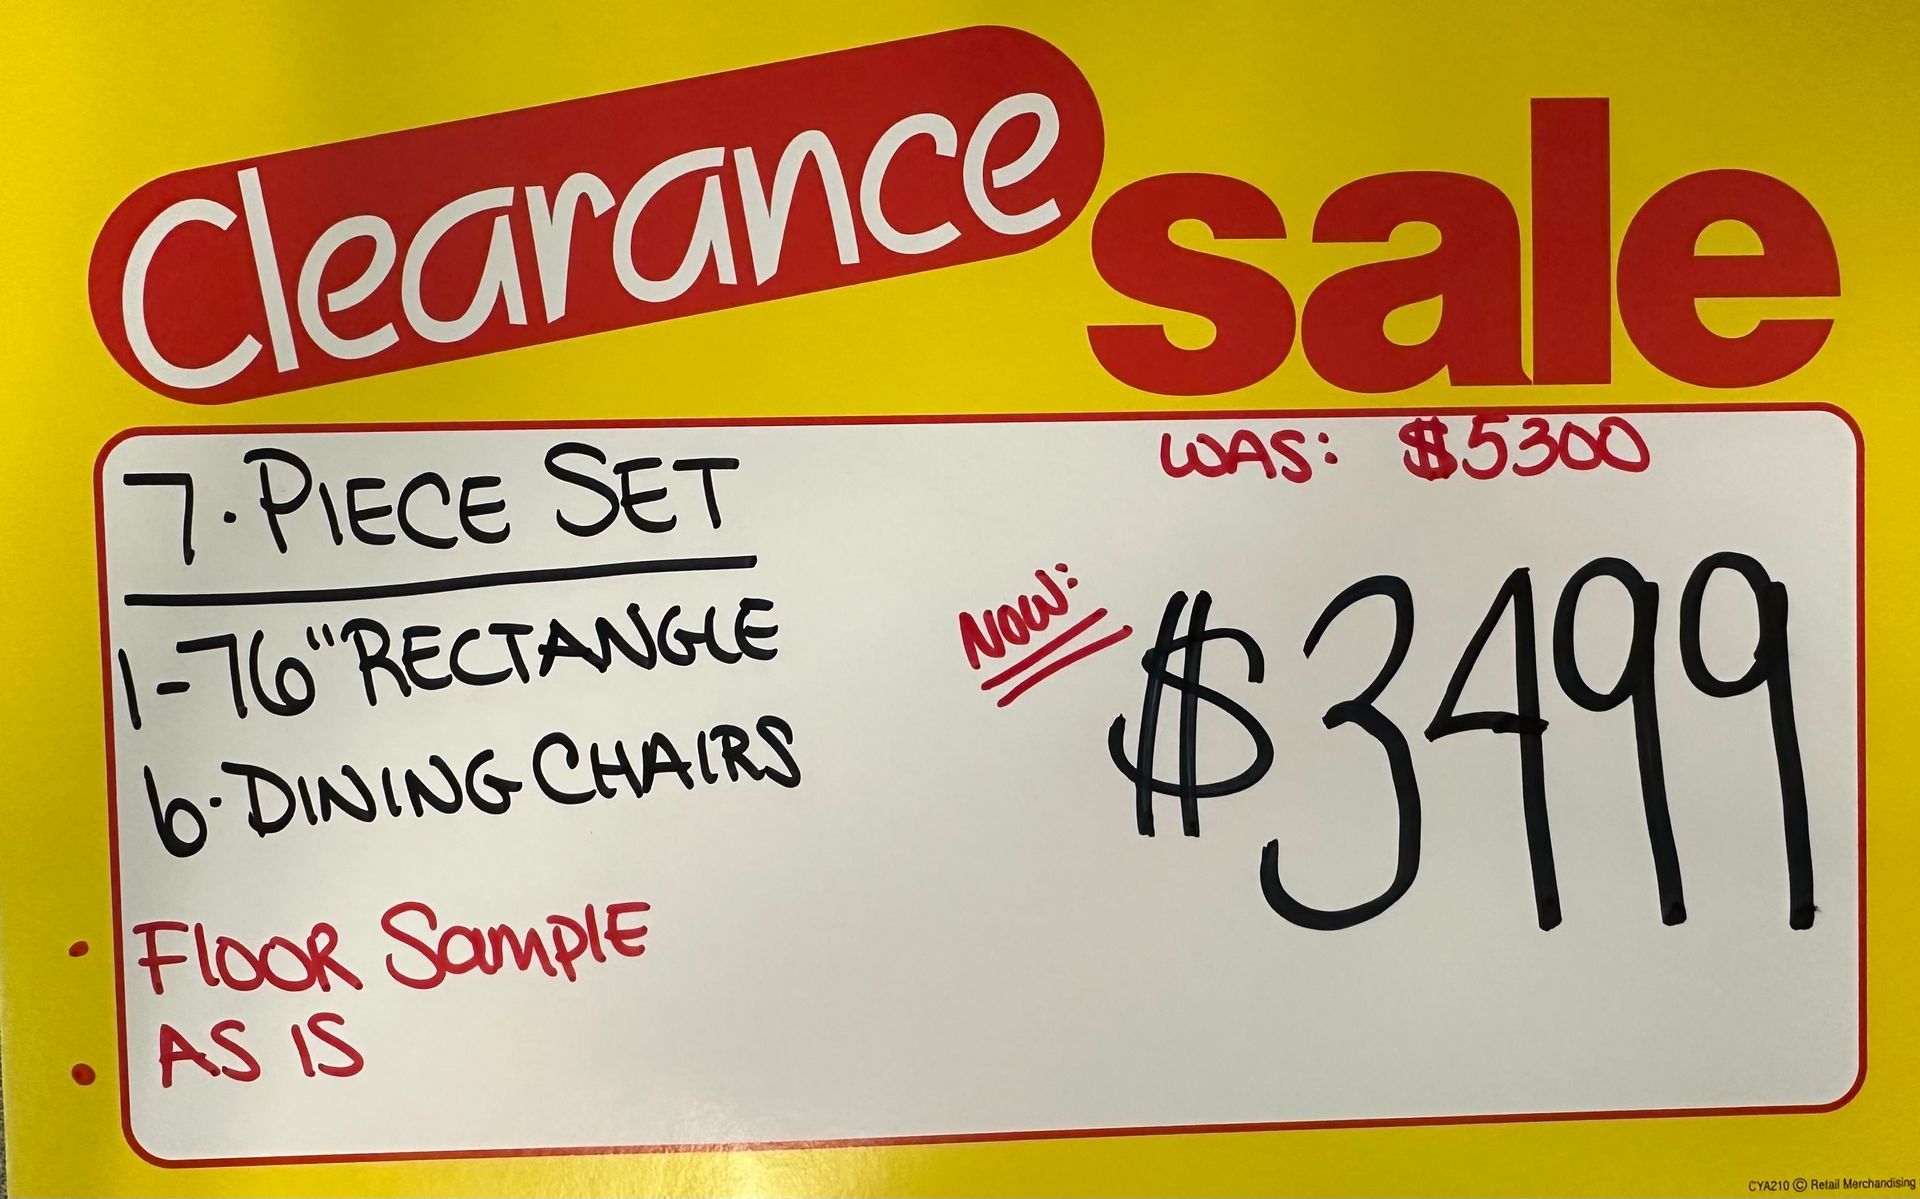 Clearance sale
WAS: $5300
7·PIECE SET
NOW: $3499
1-76" RECTANGLE
6·DINING CHAIRS
• FLOOR SAMPLE
• AS IS
CYA210 © Retail Merchandising